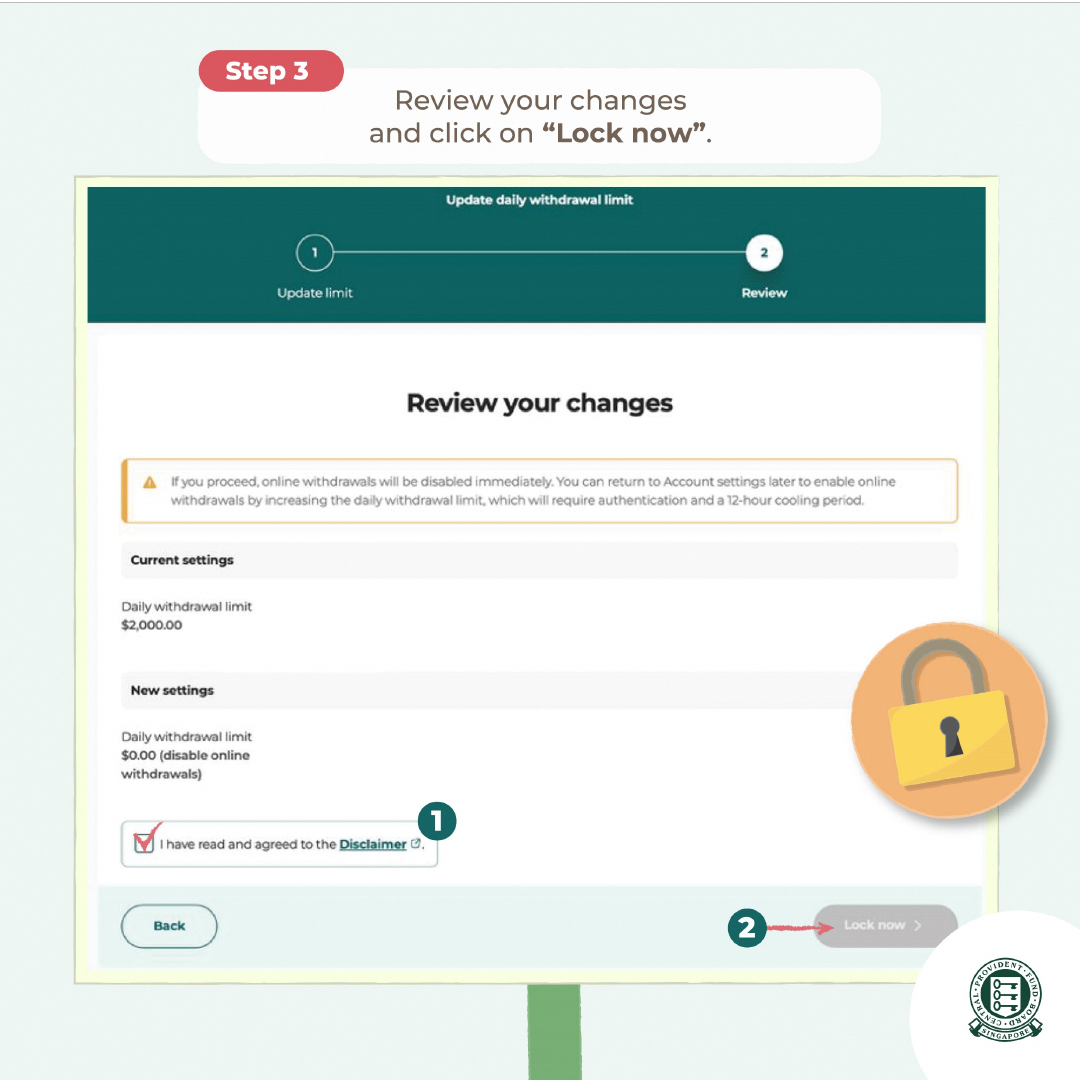 Step 3
Review your changes
and click on “Lock now”.
Update daily withdrawal limit
1
2
Update limit
Review
Review your changes
If you proceed, online withdrawals will be disabled immediately. You can return to Account settings later to enable online
withdrawals by increasing the daily withdrawal limit, which will require authentication and a 12-hour cooling period.
Current settings
Daily withdrawal limit
$2,000.00
New settings
Daily withdrawal limit
$0.00 (disable online
withdrawals)
1
I have read and agreed to the Disclaimer.
Back
2
Lock now
CENTRAL · PROVIDENT · FUND · BOARD
SINGAPORE